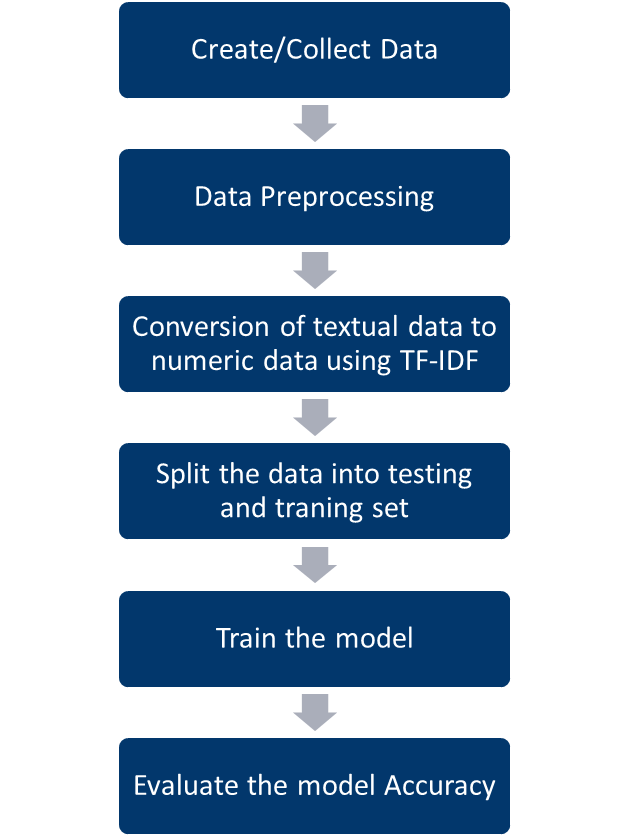 Create/Collect Data
Data Preprocessing
Conversion of textual data to
numeric data using TF-IDF
Split the data into testing
and traning set
Train the model
Evaluate the model Accuracy